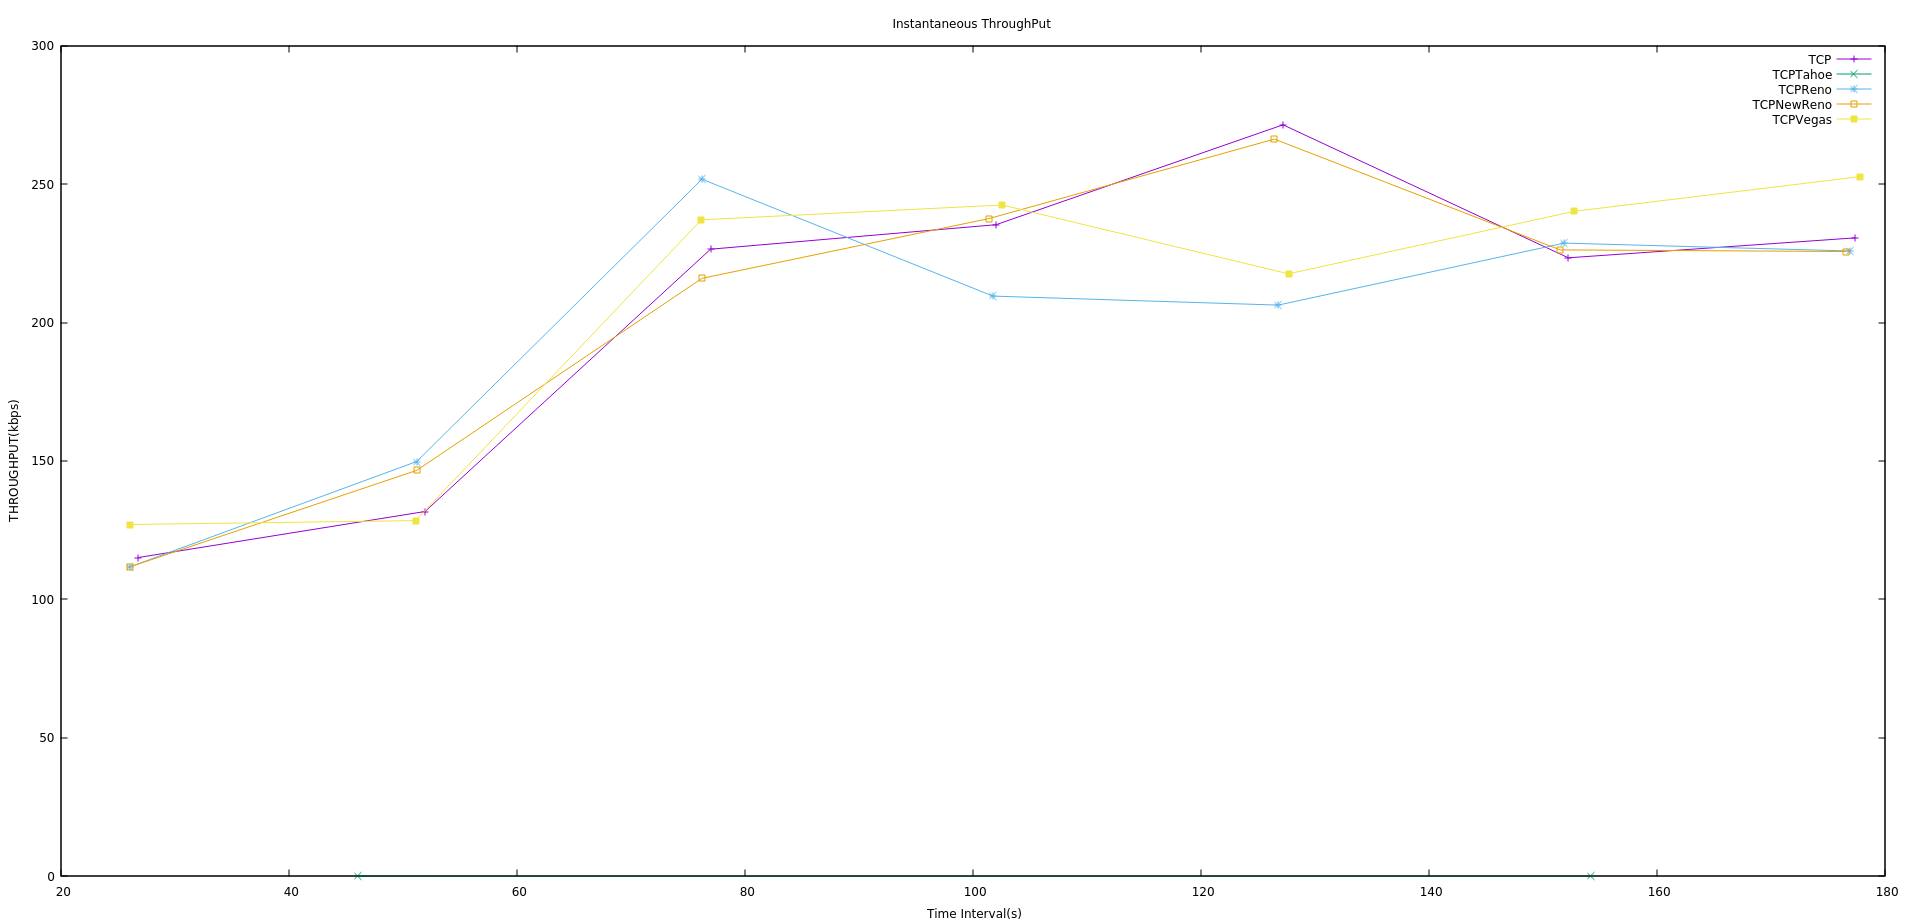 Instantaneous ThroughPut
300
250
200
150
100
50
0
THROUGHPUT(kbps)
TCP
TCPTahoe
TCPReno
TCPNewReno
TCPVegas
20 40 60 80 100 120 140 160 180
Time Interval(s)